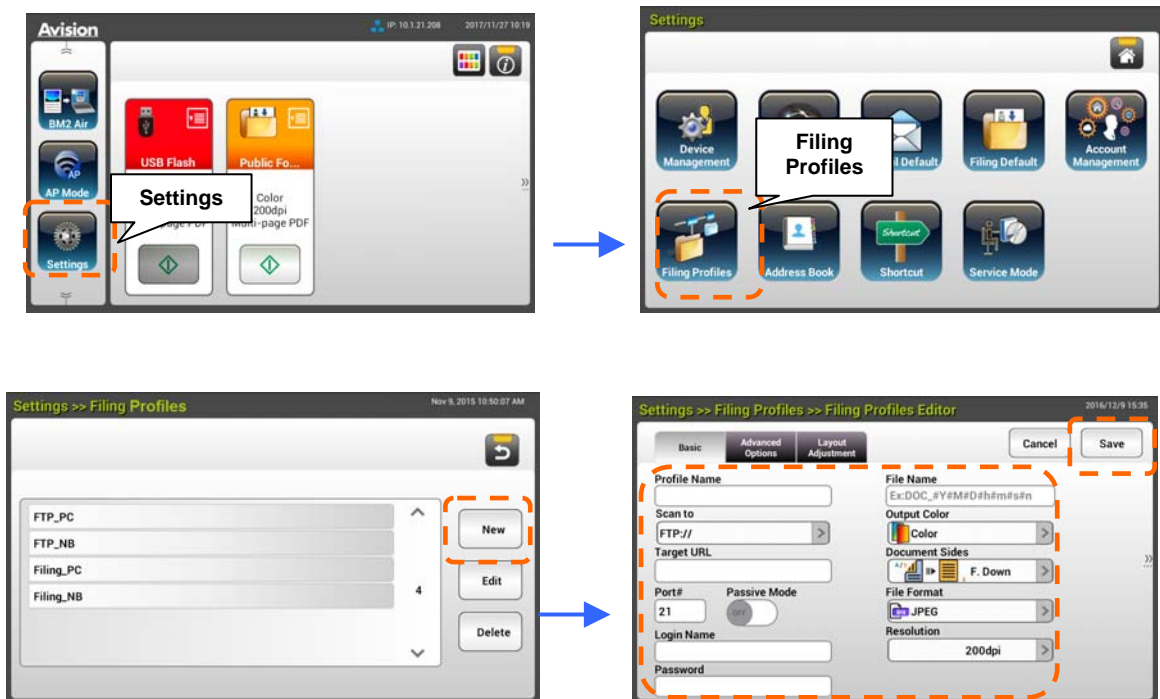 Avision
IP: 10.1.21.208
2017/11/27 10:19
BM2 Air
AP
AP Mode
Settings
USB Flash
Public Fo...
Settings
Color
200dpi
Multi-page PDF
Settings
Device
Management
Filing
Profiles
Default
Filing Default
Account
Management
Filing Profiles
Address Book
Shortcut
Shortcut
Service Mode
Settings >> Filing Profiles
Nov 9, 2015 10:50:07 AM
FTP_PC
FTP_NB
Filing_PC
Filing_NB
4
New
Edit
Delete
Settings >> Filing Profiles >> Filing Profiles Editor
2016/12/9 15:35
Basic
Advanced
Options
Layout
Adjustment
Cancel
Save
Profile Name
File Name
Ex:DOC_#Y#M#D#h#m#s#n
Scan to
Output Color
FTP://
Color
Target URL
Document Sides
F. Down
Port#
Passive Mode
File Format
21
OFF
JPEG
Login Name
Resolution
200dpi
Password